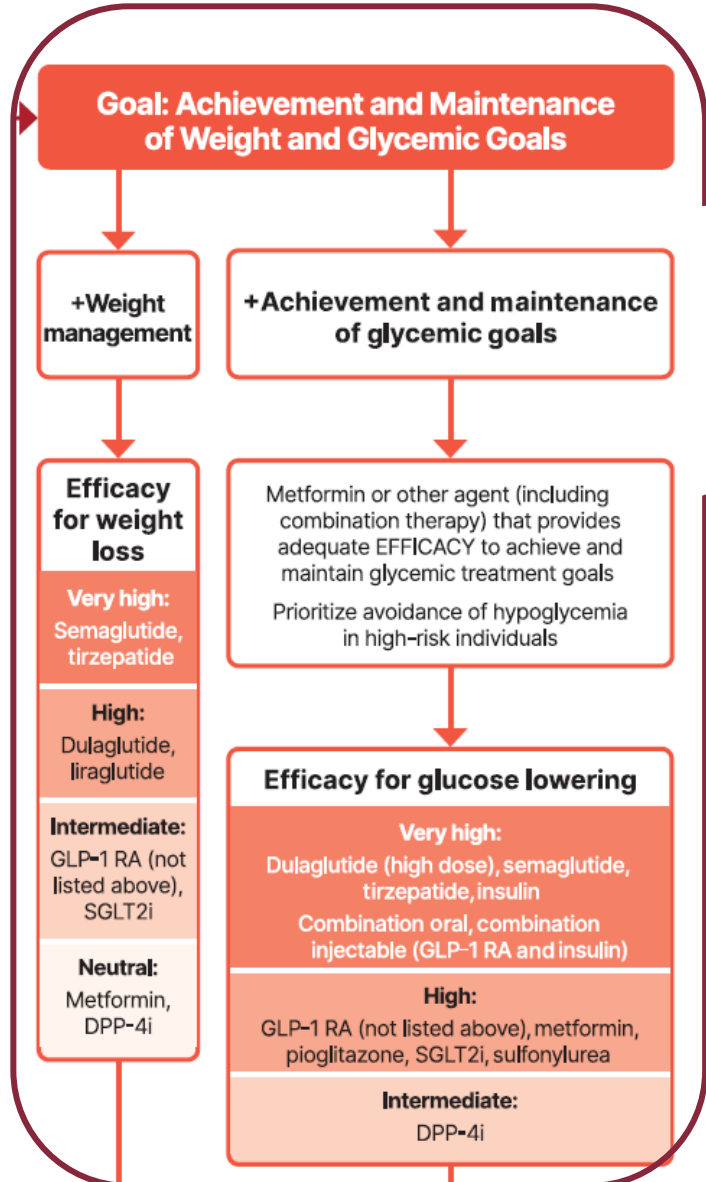 Goal: Achievement and Maintenance
of Weight and Glycemic Goals
+Weight
management
+Achievement and maintenance
of glycemic goals
Efficacy
for weight
loss
Very high:
Semaglutide,
tirzepatide
High:
Dulaglutide,
liraglutide
Intermediate:
GLP-1 RA (not
listed above),
SGLT2i
Neutral:
Metformin,
DPP-4i
Metformin or other agent (including
combination therapy) that provides
adequate EFFICACY to achieve and
maintain glycemic treatment goals
Prioritize avoidance of hypoglycemia
in high-risk individuals
Efficacy for glucose lowering
Very high:
Dulaglutide (high dose), semaglutide,
tirzepatide, insulin
Combination oral, combination
injectable (GLP-1 RA and insulin)
High:
GLP-1 RA (not listed above), metformin,
pioglitazone, SGLT2i, sulfonylurea
Intermediate:
DPP-4i